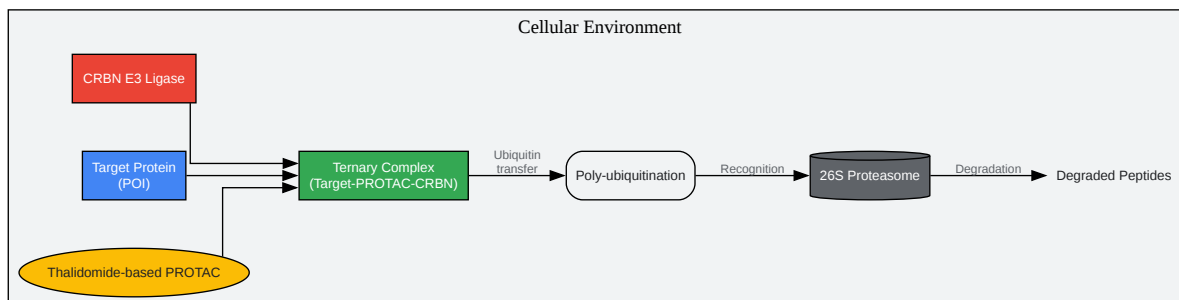 Cellular Environment
CRBN E3 Ligase
Target Protein
(POI)
Thalidomide-based PROTAC
Ternary Complex
(Target-PROTAC-CRBN)
Ubiquitin
transfer
Poly-ubiquitination
Recognition
26S Proteasome
Degradation
Degraded Peptides